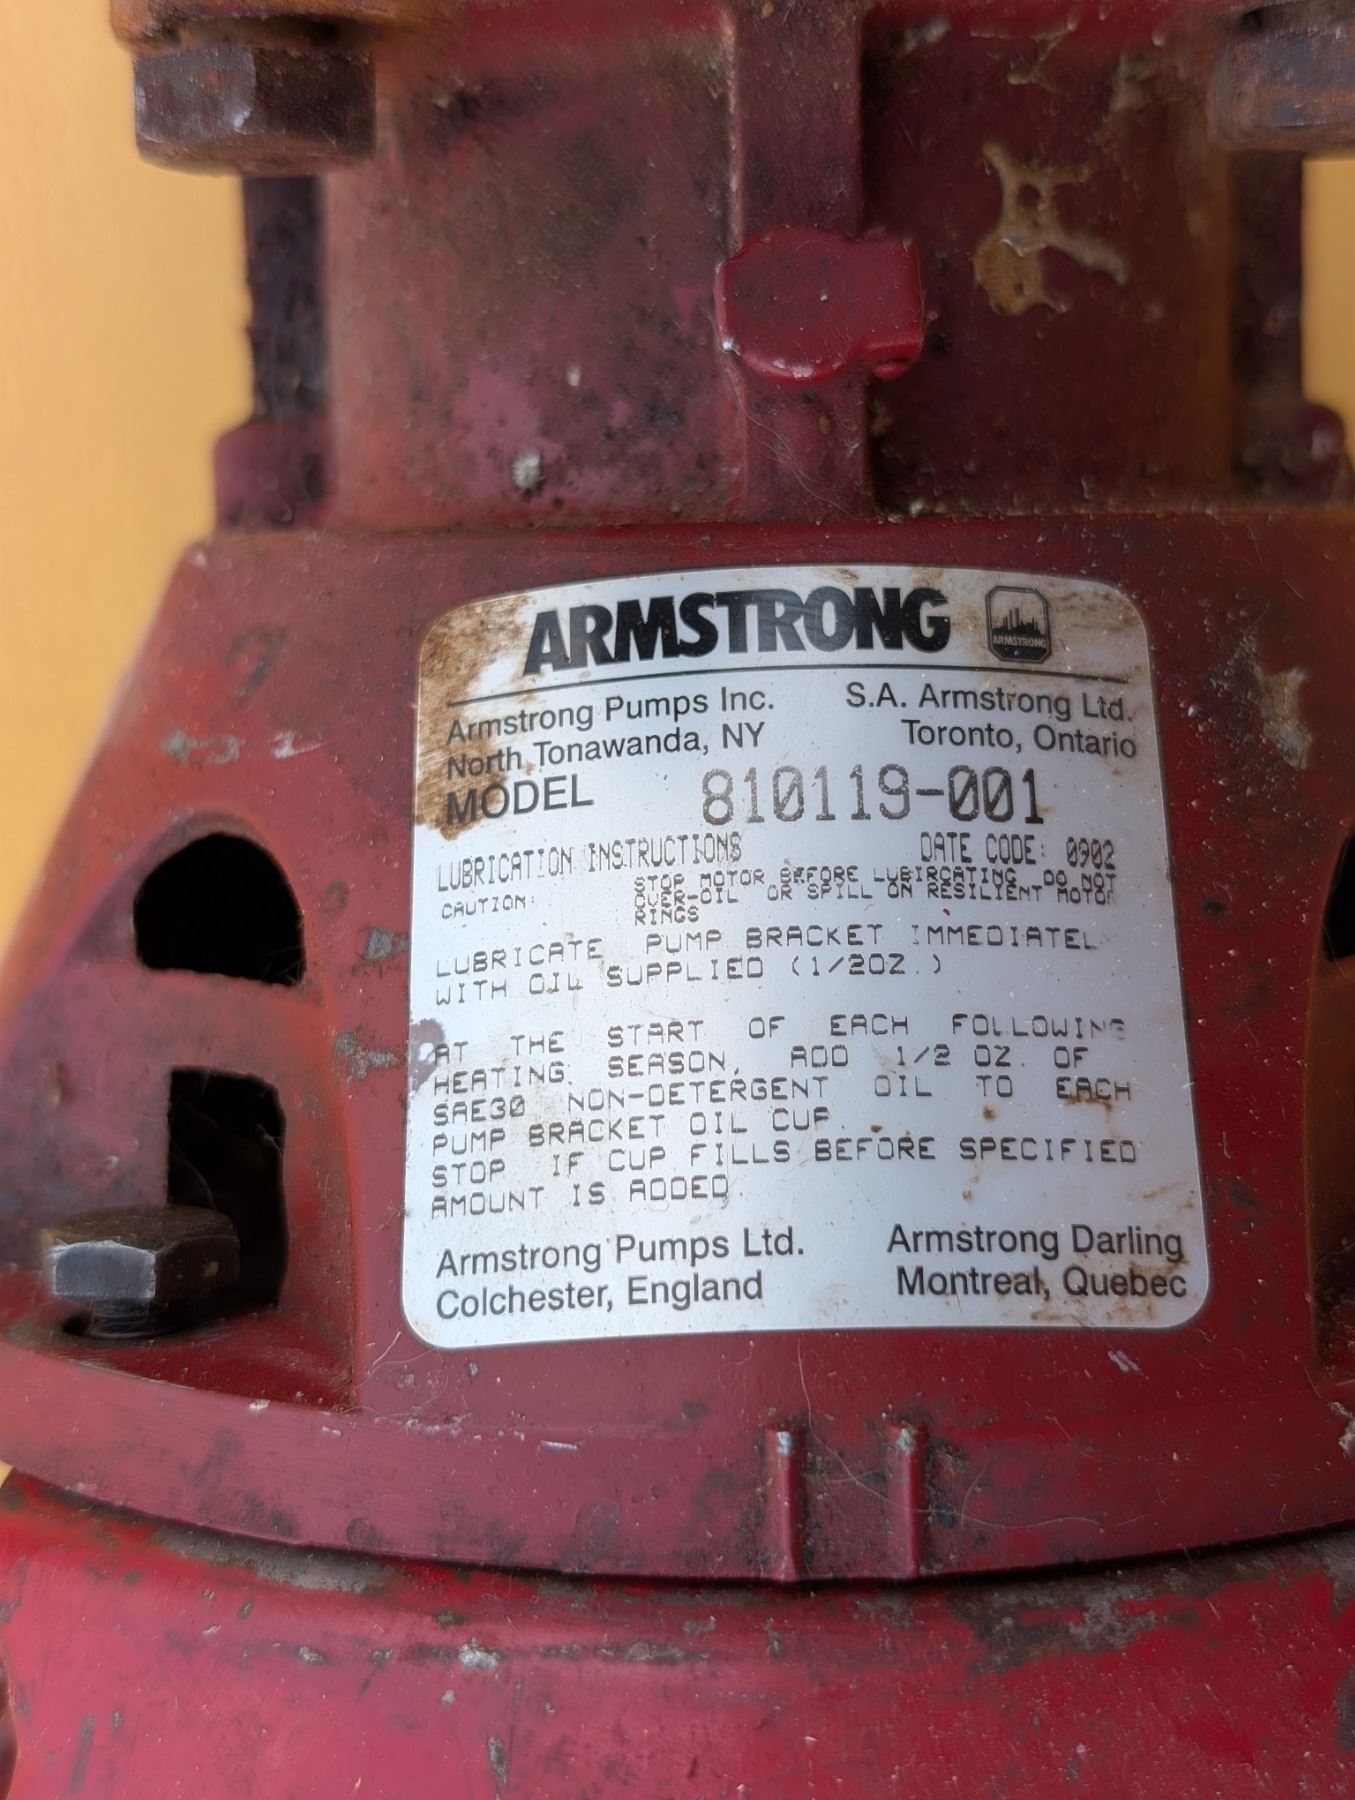 ARMSTRONG
ARMSTRONG
Armstrong Pumps Inc. S.A. Armstrong Ltd.
North Tonawanda, NY Toronto, Ontario
MODEL 810119-001
LUBRICATION INSTRUCTIONS DATE CODE: 0902
CAUTION: STOP MOTOR BEFORE LUBIRCATING DO NOT
OVER-OIL OR SPILL ON RESILIENT MOTOR
RINGS
LUBRICATE PUMP BRACKET IMMEDIATEL
WITH OIL SUPPLIED (1/2OZ.)
AT THE START OF EACH FOLLOWING
HEATING SEASON, ADD 1/2 OZ. OF
SAE30 NON-DETERGENT OIL TO EACH
PUMP BRACKET OIL CUP.
STOP IF CUP FILLS BEFORE SPECIFIED
AMOUNT IS ADDED
Armstrong Pumps Ltd. Armstrong Darling
Colchester, England Montreal, Quebec